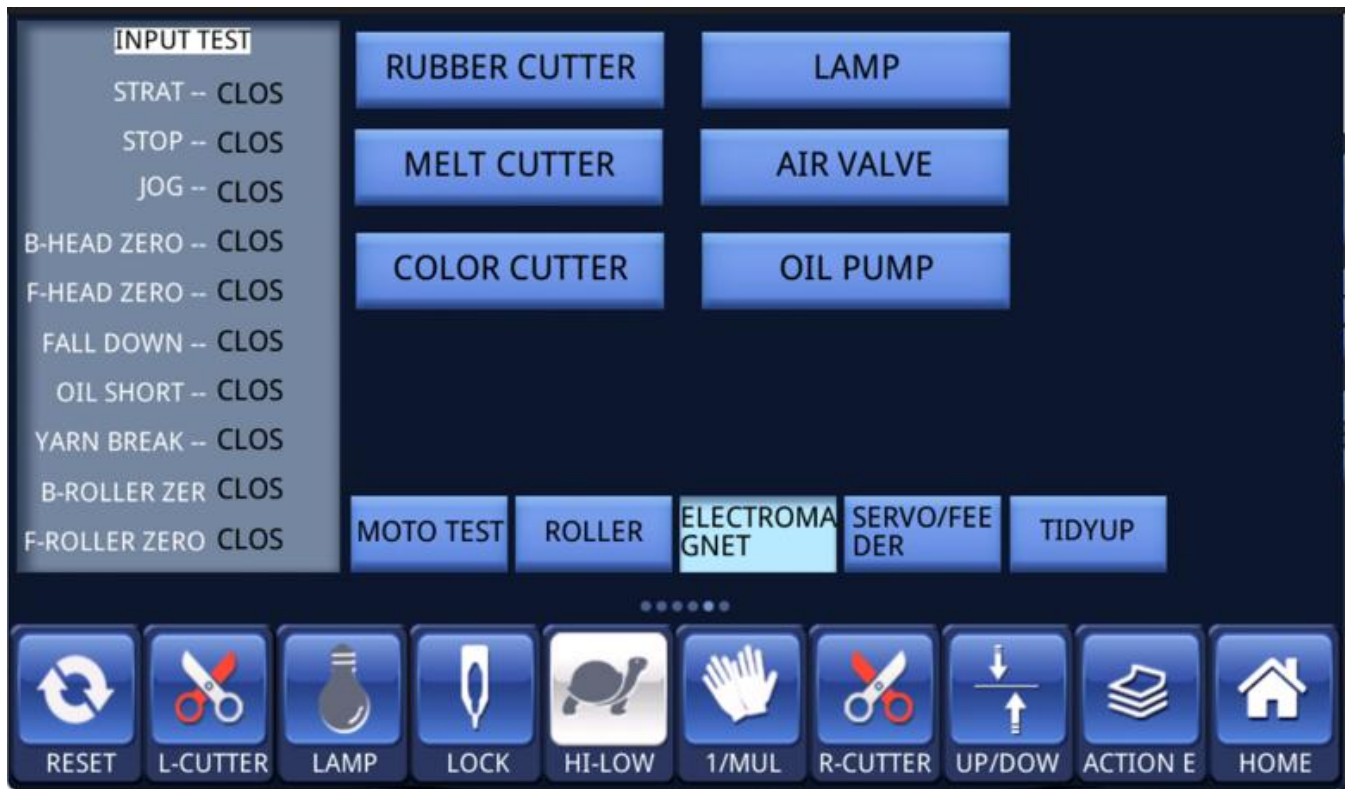 INPUT TEST
STRAT -- CLOS
STOP -- CLOS
JOG -- CLOS
B-HEAD ZERO -- CLOS
F-HEAD ZERO -- CLOS
FALL DOWN -- CLOS
OIL SHORT -- CLOS
YARN BREAK -- CLOS
B-ROLLER ZER CLOS
F-ROLLER ZERO CLOS
RUBBER CUTTER
LAMP
MELT CUTTER
AIR VALVE
COLOR CUTTER
OIL PUMP
MOTO TEST
ROLLER
ELECTROMA
GNET
SERVO/FEE
DER
TIDYUP
RESET
L-CUTTER
LAMP
LOCK
HI-LOW
1/MUL
R-CUTTER
UP/DOW
ACTION E
HOME